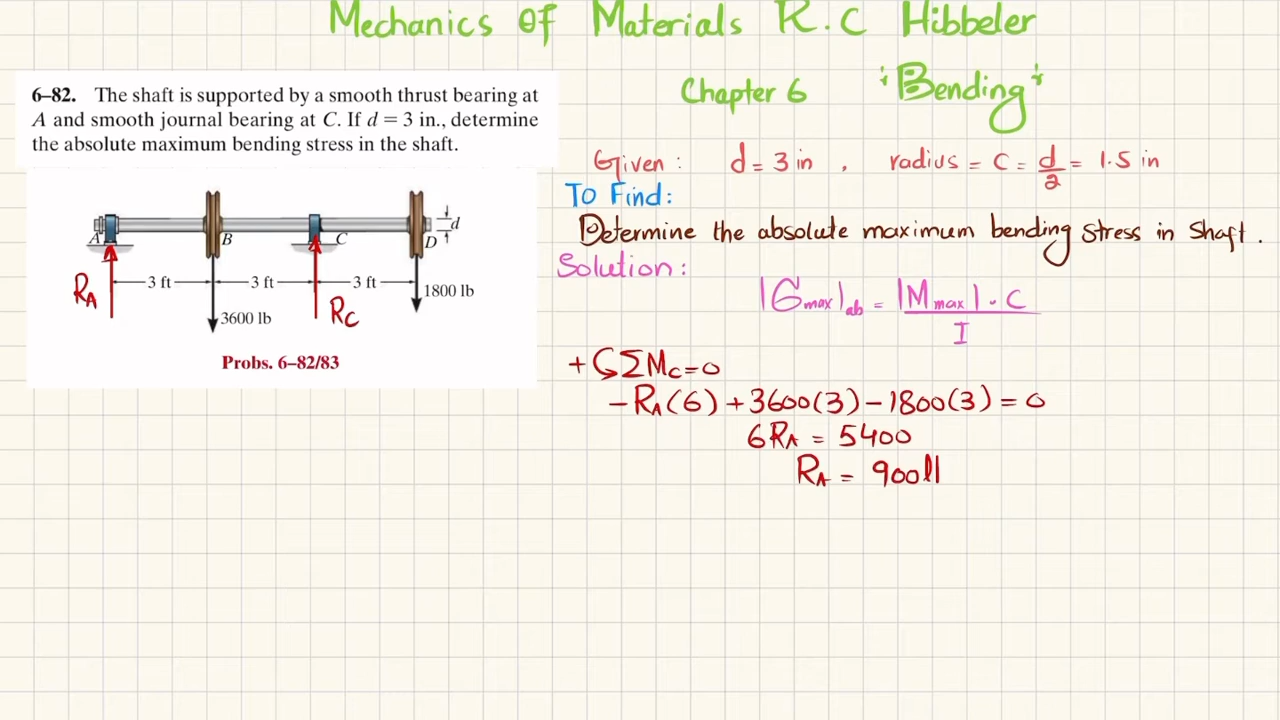 Mechanics Of Materials R.C Hibbeler
Chapter 6 "Bending"
6–82. The shaft is supported by a smooth thrust bearing at
A and smooth journal bearing at C. If d = 3 in., determine
the absolute maximum bending stress in the shaft.
Given : d = 3 in , radius = C = d/2 = 1.5 in
To Find:
Determine the absolute maximum bending stress in shaft.
Solution:
|σmax|ab = |Mmax| · C / I
A B C D d
RA 3 ft 3 ft 3 ft 1800 lb
3600 lb RC
Probs. 6–82/83
+↺ΣMC=0
-RA(6) + 3600(3) - 1800(3) = 0
6RA = 5400
RA = 900 ll